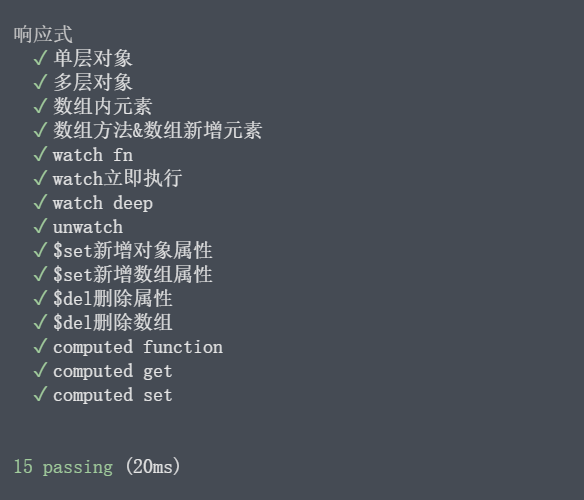 响应式
✓ 单层对象
✓ 多层对象
✓ 数组内元素
✓ 数组方法&数组新增元素
✓ watch fn
✓ watch立即执行
✓ watch deep
✓ unwatch
✓ $set新增对象属性
✓ $set新增数组属性
✓ $del删除属性
✓ $del删除数组
✓ computed function
✓ computed get
✓ computed set
15 passing (20ms)